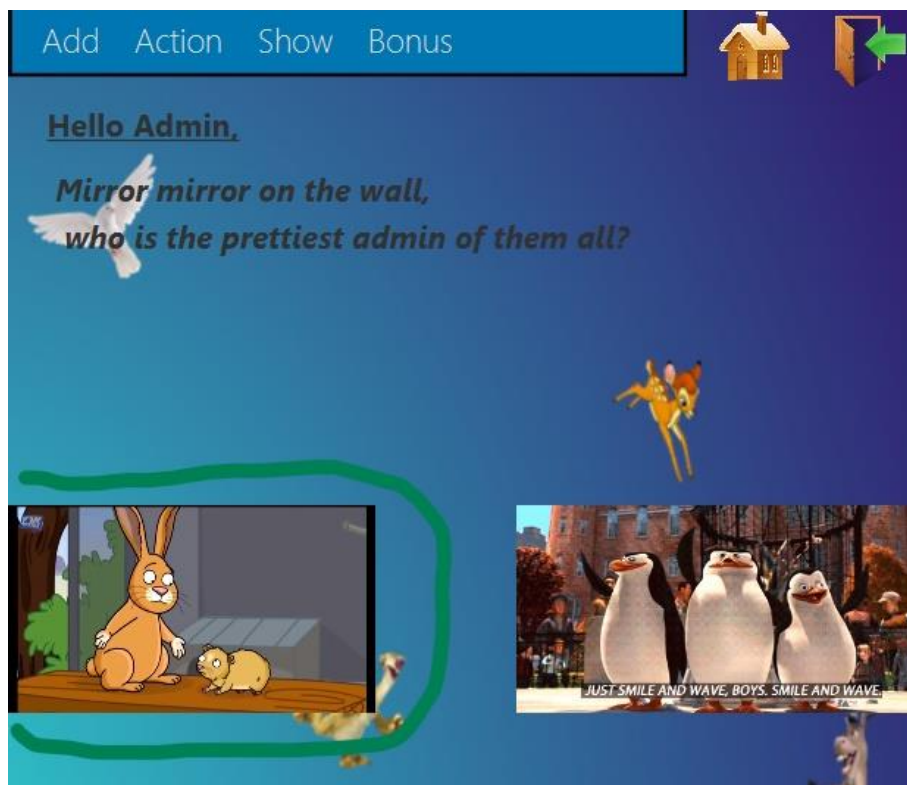 Add Action Show Bonus
Hello Admin,
Mirror mirror on the wall,
who is the prettiest admin of them all?
JUST SMILE AND WAVE, BOYS. SMILE AND WAVE.